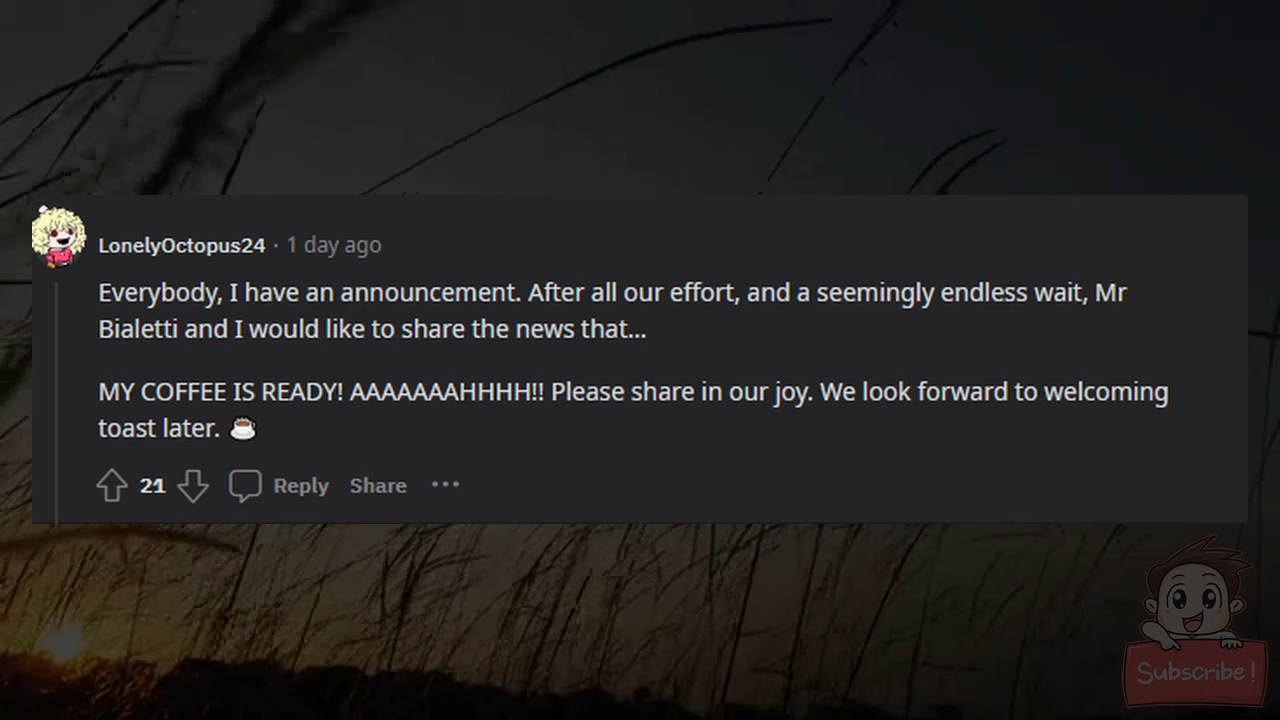 LonelyOctopus24 · 1 day ago
Everybody, I have an announcement. After all our effort, and a seemingly endless wait, Mr
Bialetti and I would like to share the news that...
MY COFFEE IS READY! AAAAAAAHHHH!! Please share in our joy. We look forward to welcoming
toast later. ☕
21 Reply Share ···
Subscribe!